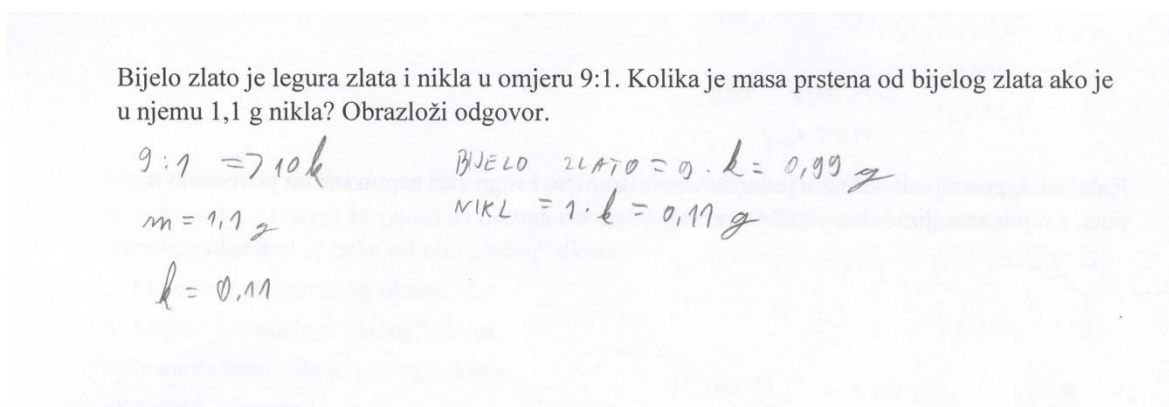 Bijelo zlato je legura zlata i nikla u omjeru 9:1. Kolika je masa prstena od bijelog zlata ako je
u njemu 1,1 g nikla? Obrazloži odgovor.
9:1 => 10k
m = 1,1 g
k = 0,11
BIJELO ZLATO = 9 · k = 0,99 g
NIKL = 1 · k = 0,11 g